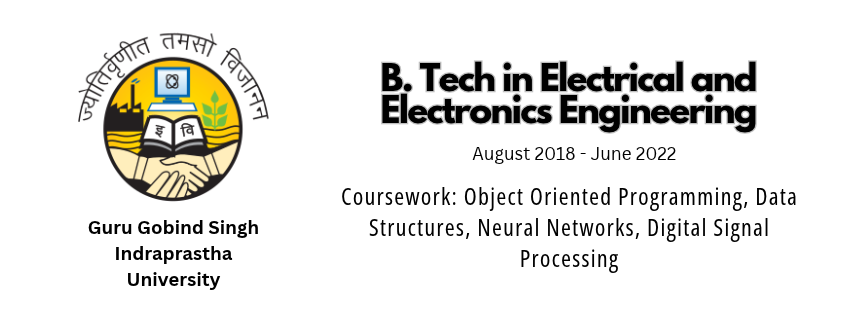 ज्योतिर्वृणीत तमसो विजानन
इ वि
Guru Gobind Singh
Indraprastha
University
B. Tech in Electrical and
Electronics Engineering
August 2018 - June 2022
Coursework: Object Oriented Programming, Data
Structures, Neural Networks, Digital Signal
Processing